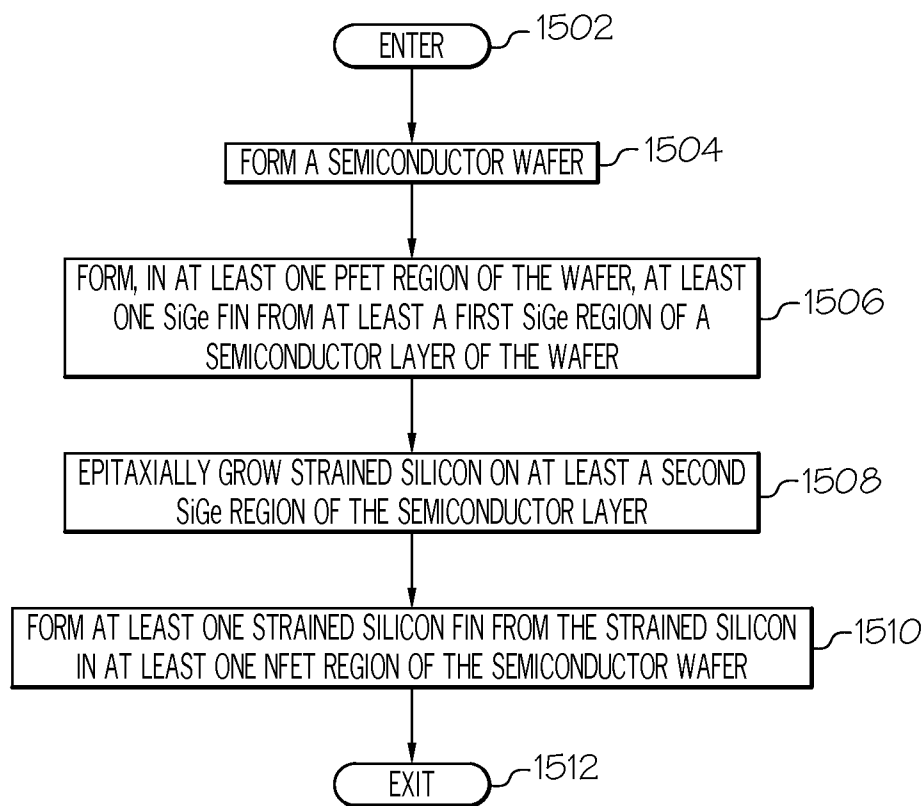 ENTER
1502
FORM A SEMICONDUCTOR WAFER
1504
FORM, IN AT LEAST ONE PFET REGION OF THE WAFER, AT LEAST
ONE SiGe FIN FROM AT LEAST A FIRST SiGe REGION OF A
SEMICONDUCTOR LAYER OF THE WAFER
1506
EPITAXIALLY GROW STRAINED SILICON ON AT LEAST A SECOND
SiGe REGION OF THE SEMICONDUCTOR LAYER
1508
FORM AT LEAST ONE STRAINED SILICON FIN FROM THE STRAINED SILICON
IN AT LEAST ONE NFET REGION OF THE SEMICONDUCTOR WAFER
1510
EXIT
1512